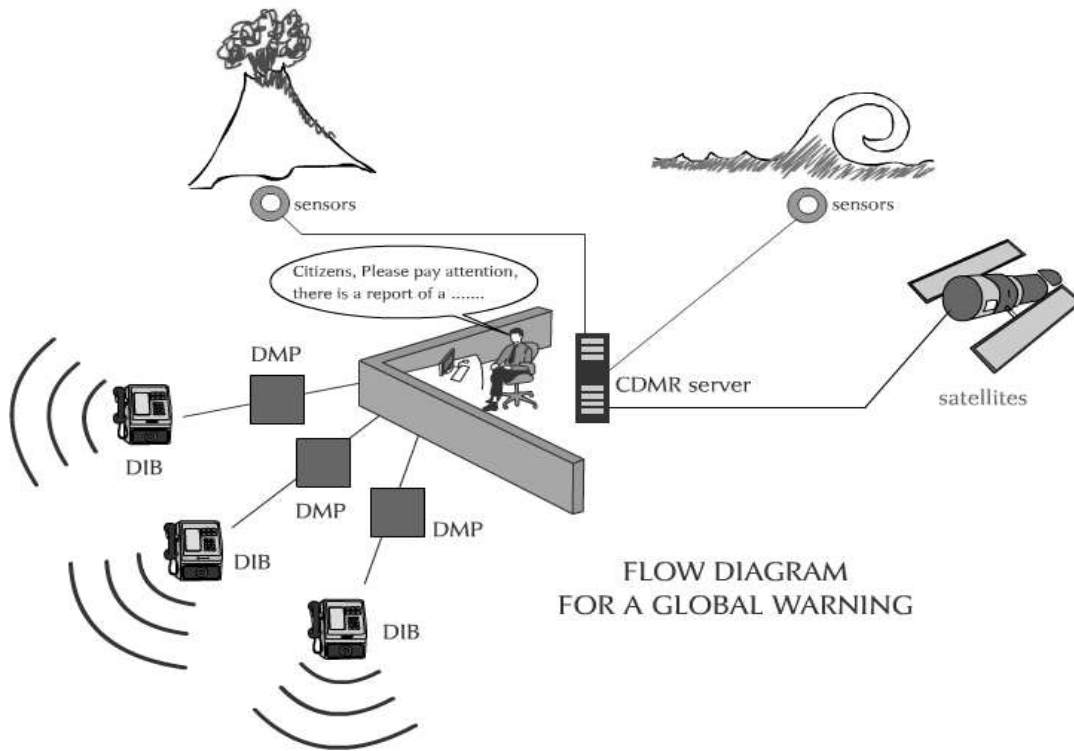 sensors
sensors
Citizens, Please pay attention,
there is a report of a .......
DMP
CDMR server
satellites
DIB
DMP
DMP
DIB
DIB
FLOW DIAGRAM
FOR A GLOBAL WARNING